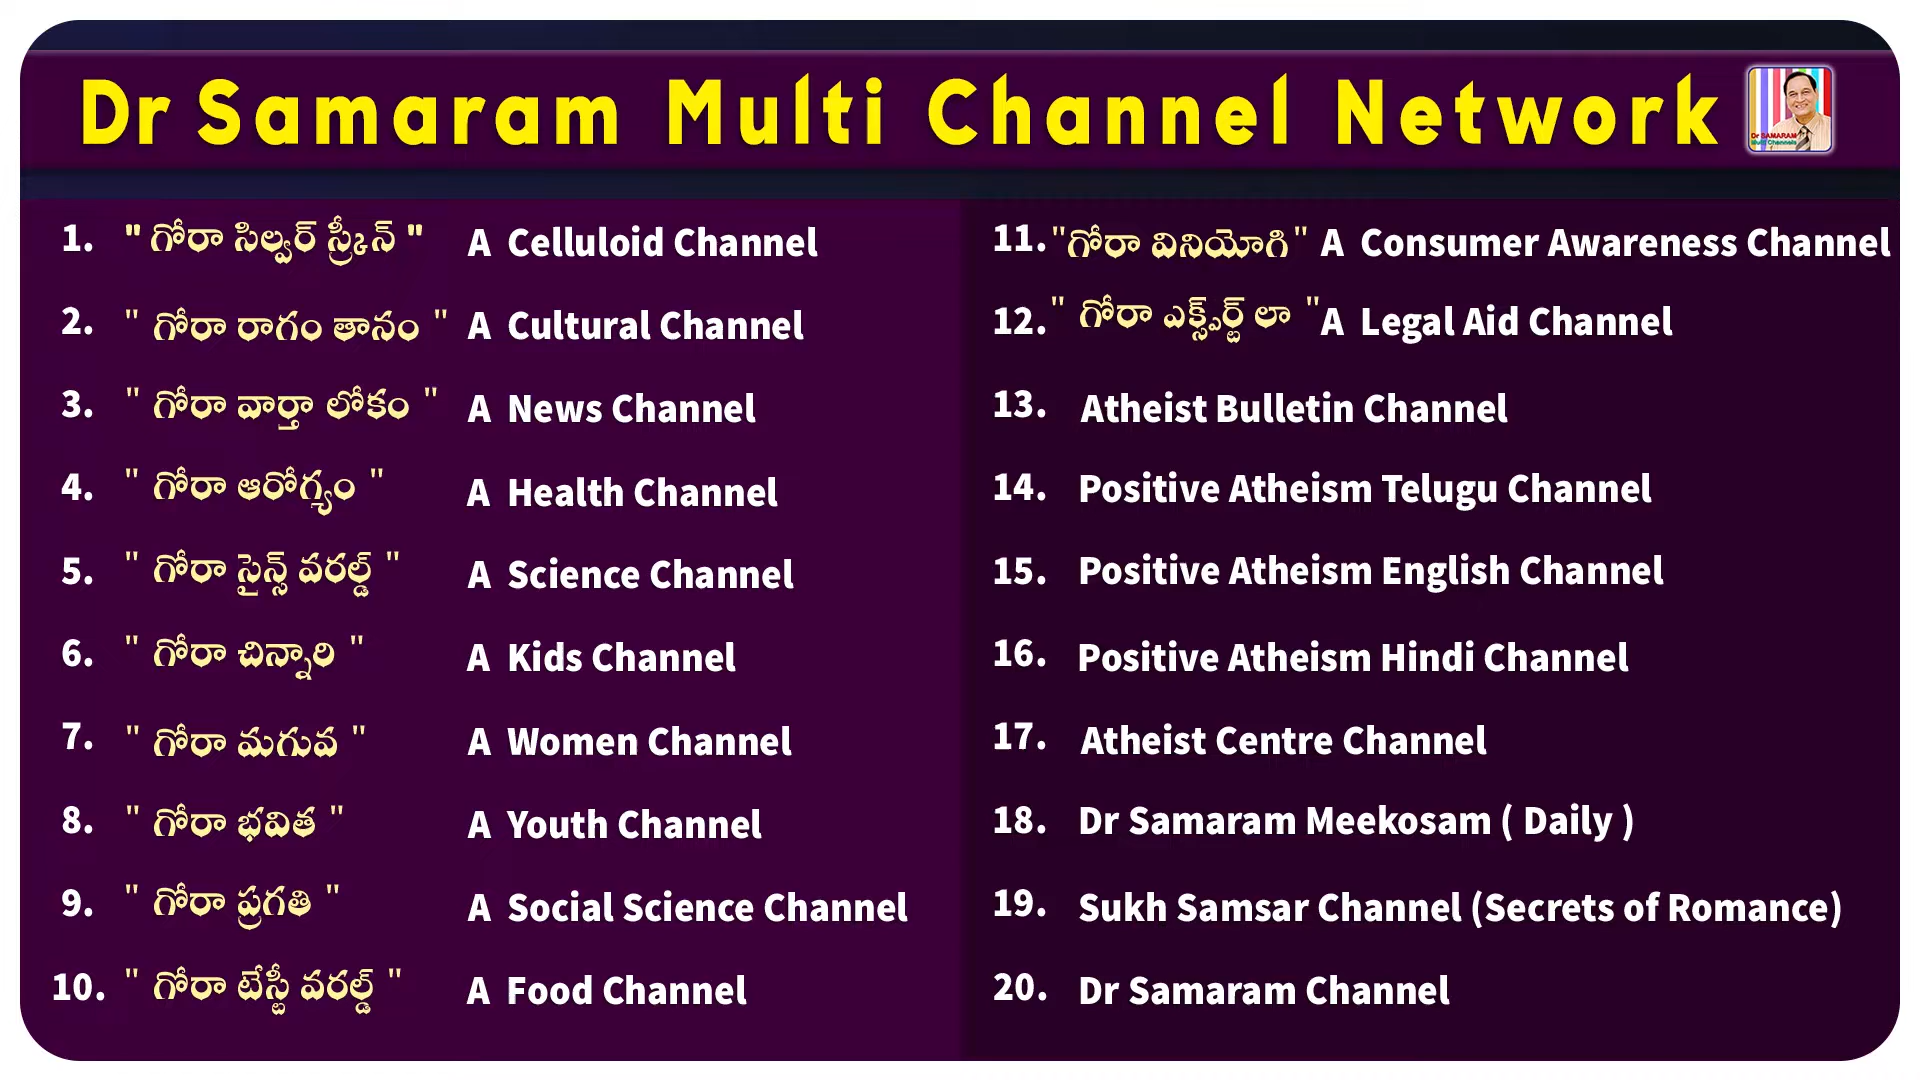 Dr Samaram Multi Channel Network
Dr SAMARAM
Multi Channels
1. " గోరా సిల్వర్ స్క్రీన్ " A Celluloid Channel
2. " గోరా రాగం తానం " A Cultural Channel
3. " గోరా వార్తా లోకం " A News Channel
4. " గోరా ఆరోగ్యం " A Health Channel
5. " గోరా సైన్స్ వరల్డ్ " A Science Channel
6. " గోరా చిన్నారి " A Kids Channel
7. " గోరా మగువ " A Women Channel
8. " గోరా భవిత " A Youth Channel
9. " గోరా ప్రగతి " A Social Science Channel
10. " గోరా టేస్టీ వరల్డ్ " A Food Channel
11. "గోరా వినియోగి" A Consumer Awareness Channel
12. " గోరా ఎక్స్పర్ట్ లా " A Legal Aid Channel
13. Atheist Bulletin Channel
14. Positive Atheism Telugu Channel
15. Positive Atheism English Channel
16. Positive Atheism Hindi Channel
17. Atheist Centre Channel
18. Dr Samaram Meekosam ( Daily )
19. Sukh Samsar Channel (Secrets of Romance)
20. Dr Samaram Channel